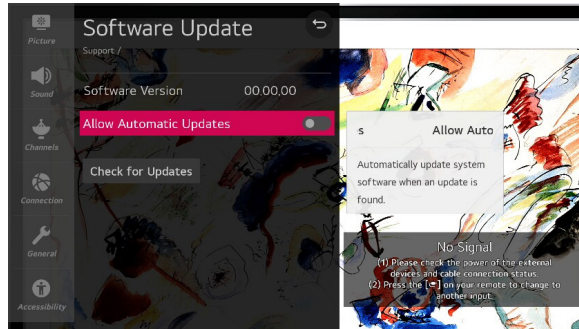 Picture
Sound
Channels
Connection
General
Accessibility
Software Update
Support /
Software Version 00.00.00
Allow Automatic Updates
Check for Updates
s Allow Auto
Automatically update system
software when an update is
found.
No Signal
(1) Please check the power of the external
devices and cable connection status.
(2) Press the [ ] on your remote to change to
another input.